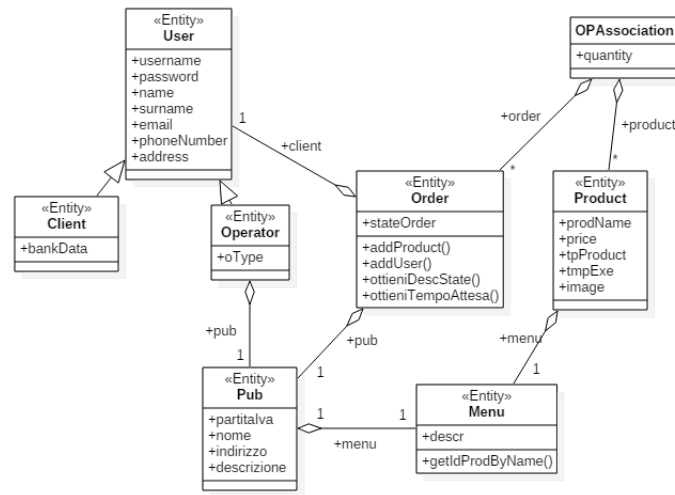 «Entity»
User
+username
+password
+name
+surname
+email
+phoneNumber
+address
«Entity»
OPAssociation
+quantity
+order
+product
1
+client
*
*
«Entity»
Client
+bankData
«Entity»
Operator
+oType
«Entity»
Order
+stateOrder
+addProduct()
+addUser()
+ottieniDescState()
+ottieniTempoAttesa()
«Entity»
Product
+prodName
+price
+tpProduct
+tmpExe
+image
+pub
1
+pub
1
+menu
1
«Entity»
Pub
+partitaIva
+nome
+indirizzo
+descrizione
1
+menu
1
«Entity»
Menu
+descr
+getIdProdByName()